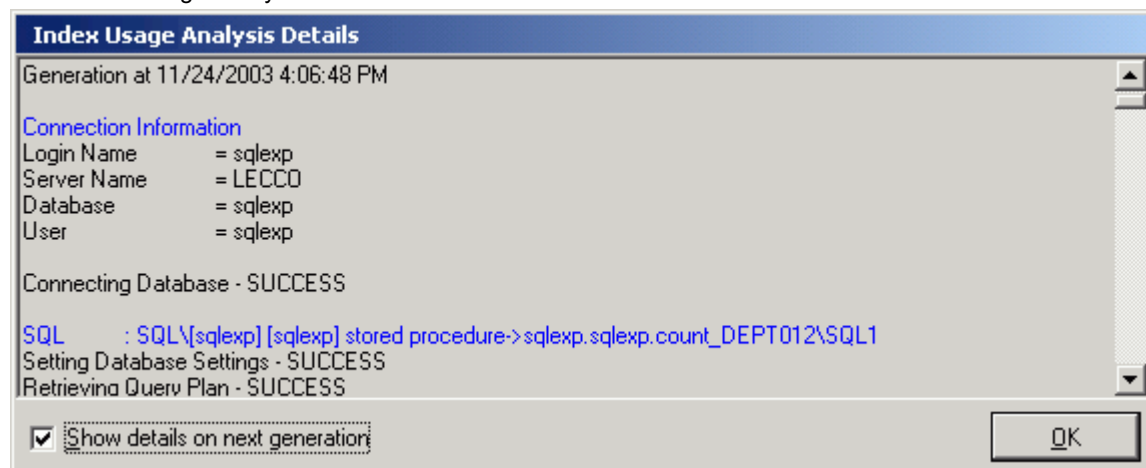 Index Usage Analysis Details
Generation at 11/24/2003 4:06:48 PM
Connection Information
Login Name = sqlexp
Server Name = LECCO
Database = sqlexp
User = sqlexp
Connecting Database - SUCCESS
SQL : SQL\[sqlexp] [sqlexp] stored procedure->sqlexp.sqlexp.count_DEPT012\SQL1
Setting Database Settings - SUCCESS
Retrieving Query Plan - SUCCESS
Show details on next generation
OK